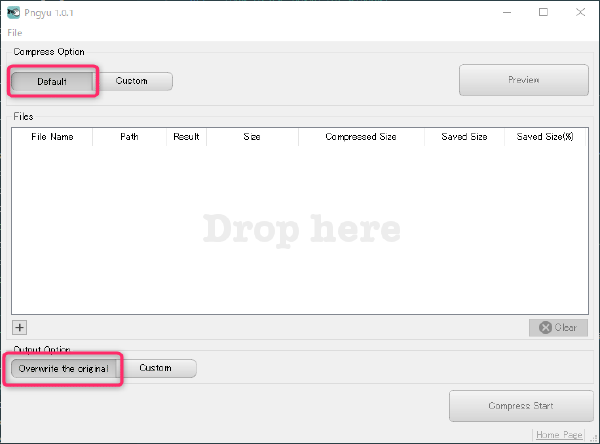 Pngyu 1.0.1
File
Compress Option
Default Custom Preview
Files
File Name Path Result Size Compressed Size Saved Size Saved Size(%)
Drop here
+ Clear
Output Option
Overwrite the original Custom
Compress Start
Home Page